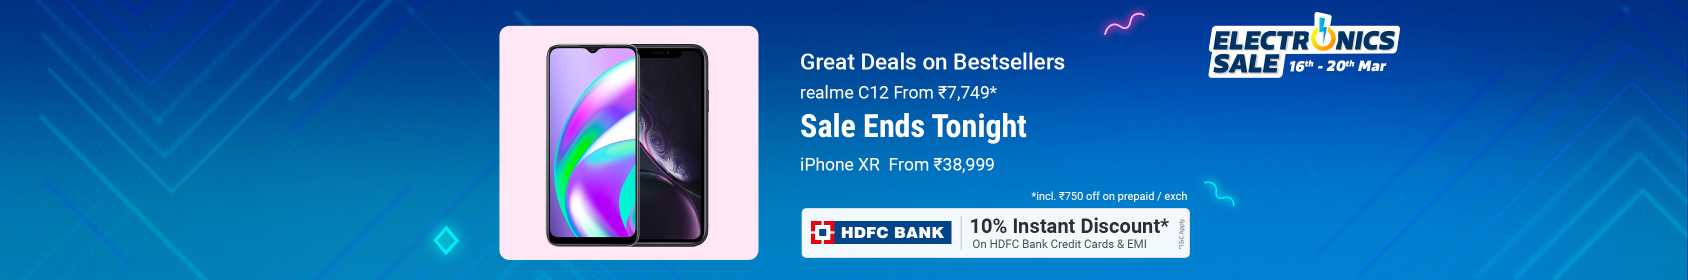 Great Deals on Bestsellers
realme C12 From ₹7,749*
Sale Ends Tonight
iPhone XR From ₹38,999
*incl. ₹750 off on prepaid / exch
HDFC BANK
10% Instant Discount*
On HDFC Bank Credit Cards & EMI
*T&C Apply
ELECTRONICS
SALE 16th - 20th Mar